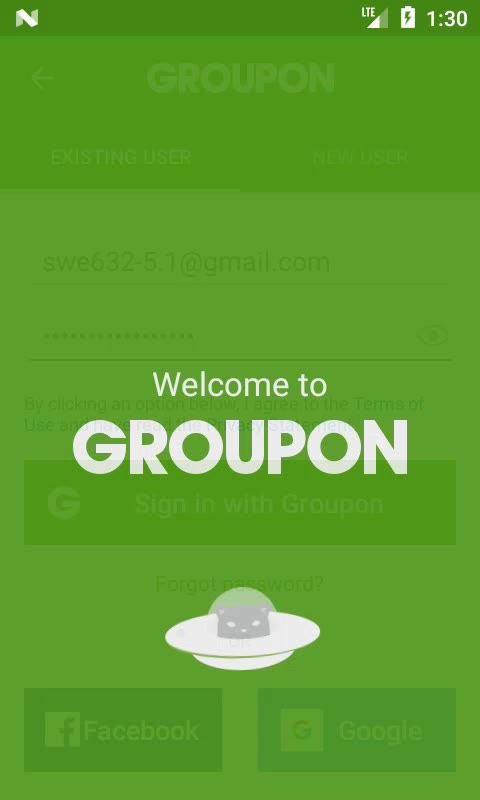 LTE 1:30
GROUPON
EXISTING USER NEW USER
swe632-5.1@gmail.com
Welcome to
By clicking an option below, I agree to the Terms of
Use and have read the Privacy Statement.
GROUPON
G Sign in with Groupon
Forgot password?
OR
f Facebook G Google